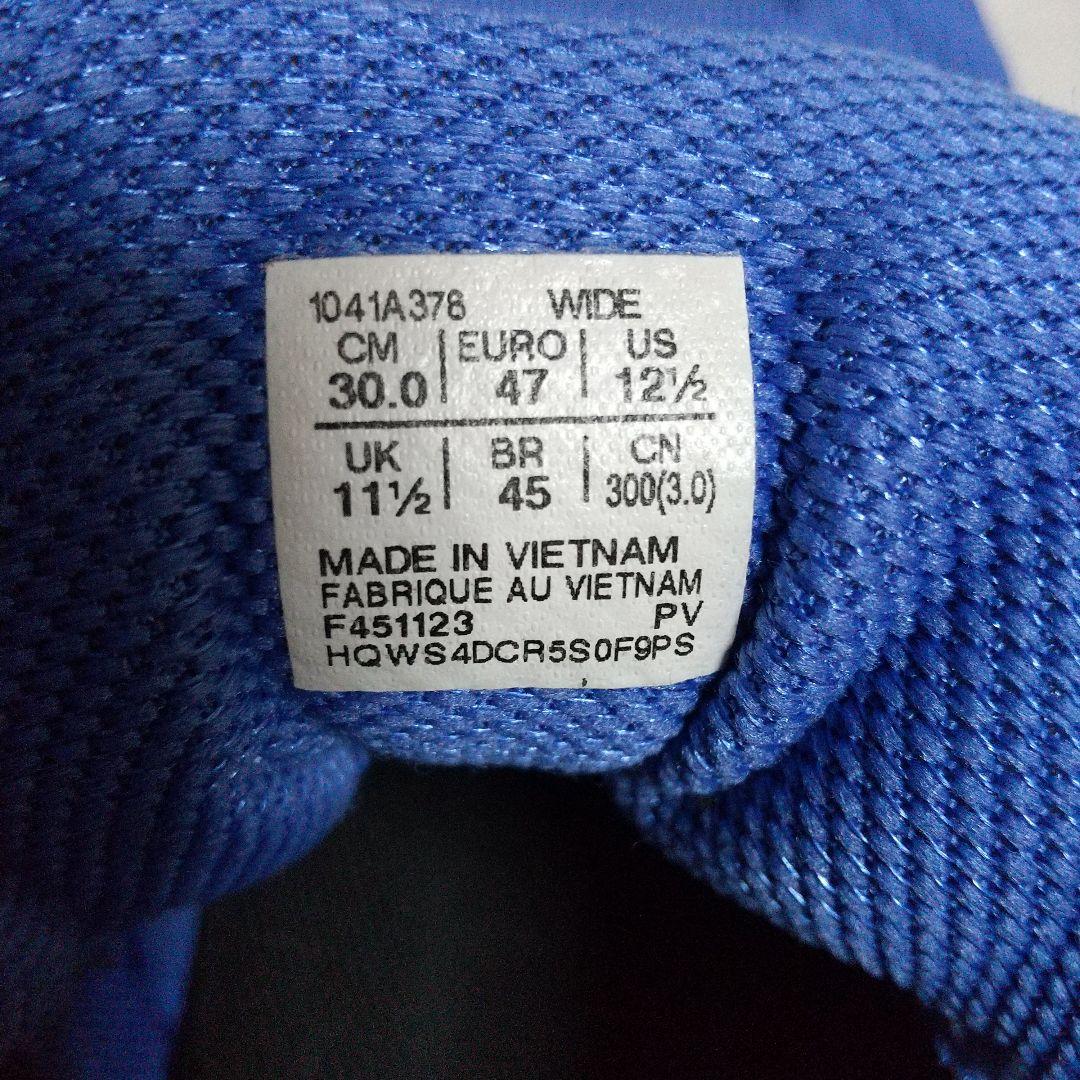 1041A376 WIDE
CM EURO US
30.0 47 12½
UK BR CN
11½ 45 300(3.0)
MADE IN VIETNAM
FABRIQUE AU VIETNAM
F451123 PV
HQWS4DCR5S0F9PS